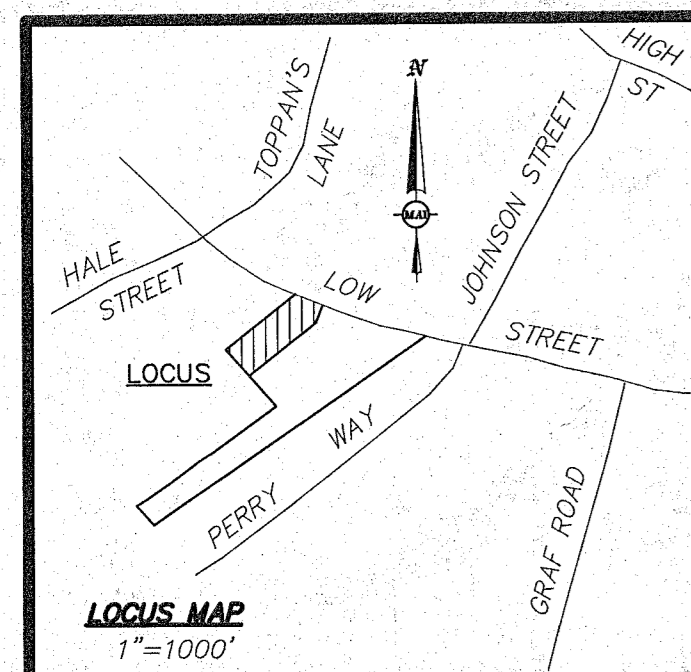 HIGH
ST
TOPPAN'S
LANE
N
JOHNSON STREET
MAI
HALE
STREET
LOW
STREET
LOCUS
PERRY WAY
GRAF ROAD
LOCUS MAP
1"=1000'